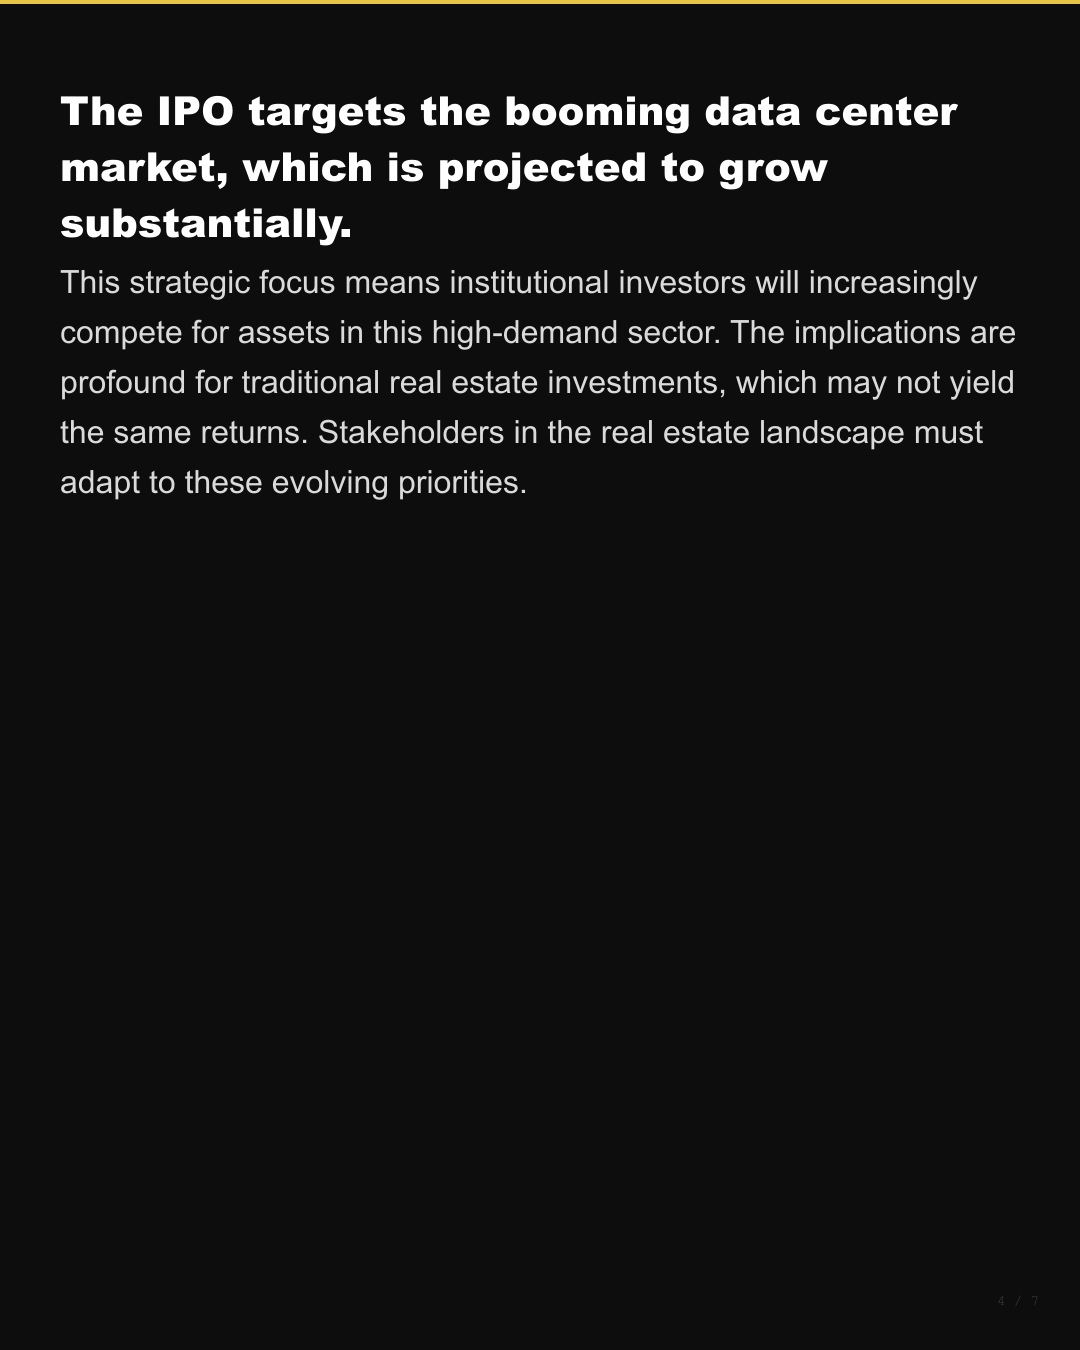 The IPO targets the booming data center
market, which is projected to grow
substantially.
This strategic focus means institutional investors will increasingly
compete for assets in this high-demand sector. The implications are
profound for traditional real estate investments, which may not yield
the same returns. Stakeholders in the real estate landscape must
adapt to these evolving priorities.
4 / 7